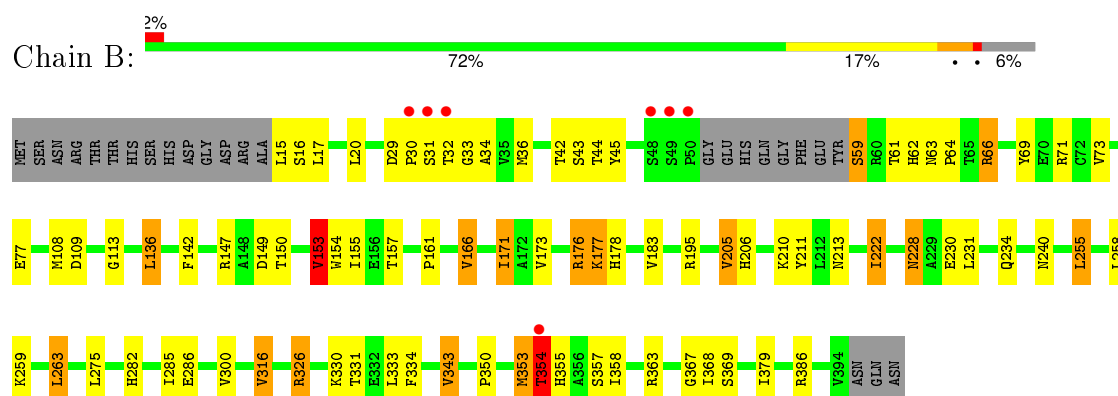 2%
Chain B:
72% 17% • • 6%
MET SER ASN ARG THR THR HIS SER HIS ASP GLY ASP ARG ALA L15 S16 L17 L20 D29 P30 S31 T32 G33 A34 V35 M36 T42 S43 T44 Y45 S48 S49 P50 GLY GLU HIS GLN GLY PHE GLU TYR S59 R60 T61 H62 N63 P64 T65 R66 Y69 E70 R71 C72 V73
E77 M108 D109 G113 L136 F142 R147 A148 D149 T150 V153 W154 I155 E156 T157 P161 V166 I171 A172 V173 R176 K177 H178 V183 R195 V205 H206 K210 Y211 L212 N213 I222 N228 A229 E230 L231 Q234 N240 L255 L258
K259 L263 L275 H282 I285 E286 V300 V316 R326 K330 T331 E332 L333 F334 V343 P350 M353 T354 H355 A356 S357 I358 R363 G367 I368 S369 I379 R386 V394 ASN GLN ASN